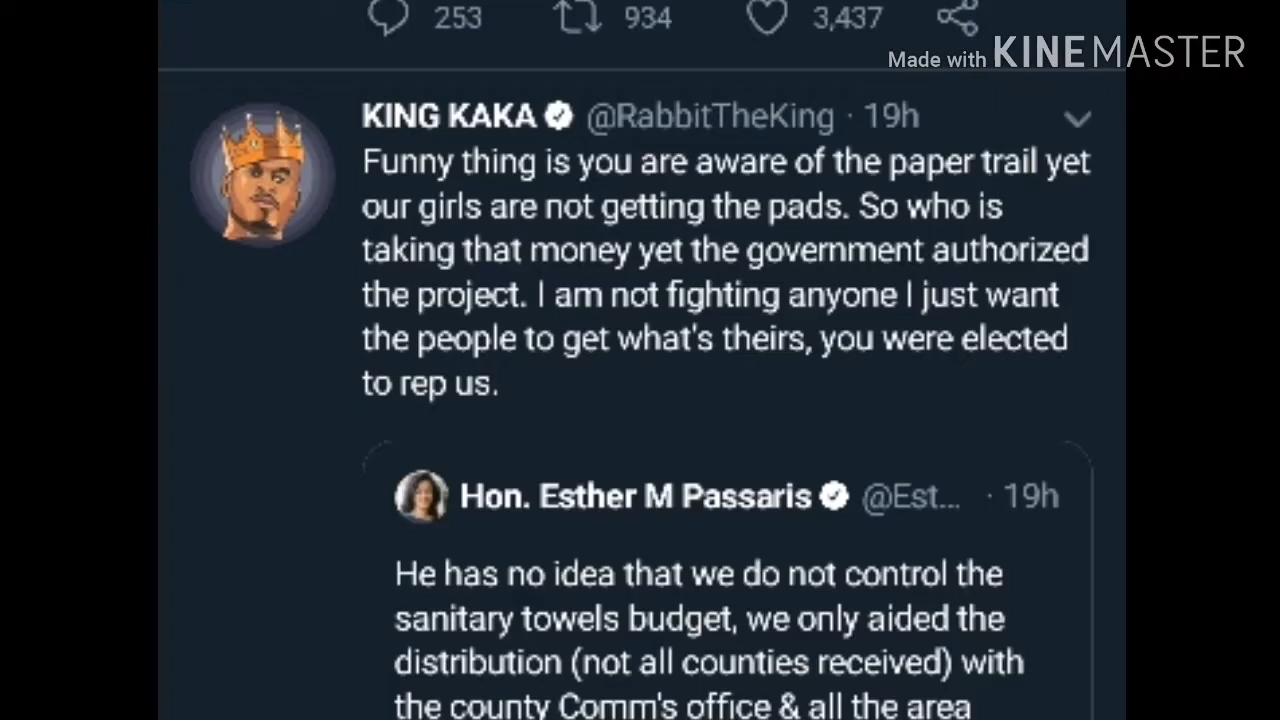 253 934 3,437
Made with KINEMASTER
KING KAKA @RabbitTheKing · 19h
Funny thing is you are aware of the paper trail yet
our girls are not getting the pads. So who is
taking that money yet the government authorized
the project. I am not fighting anyone I just want
the people to get what's theirs, you were elected
to rep us.
Hon. Esther M Passaris @Est... · 19h
He has no idea that we do not control the
sanitary towels budget, we only aided the
distribution (not all counties received) with
the county Comm's office & all the area